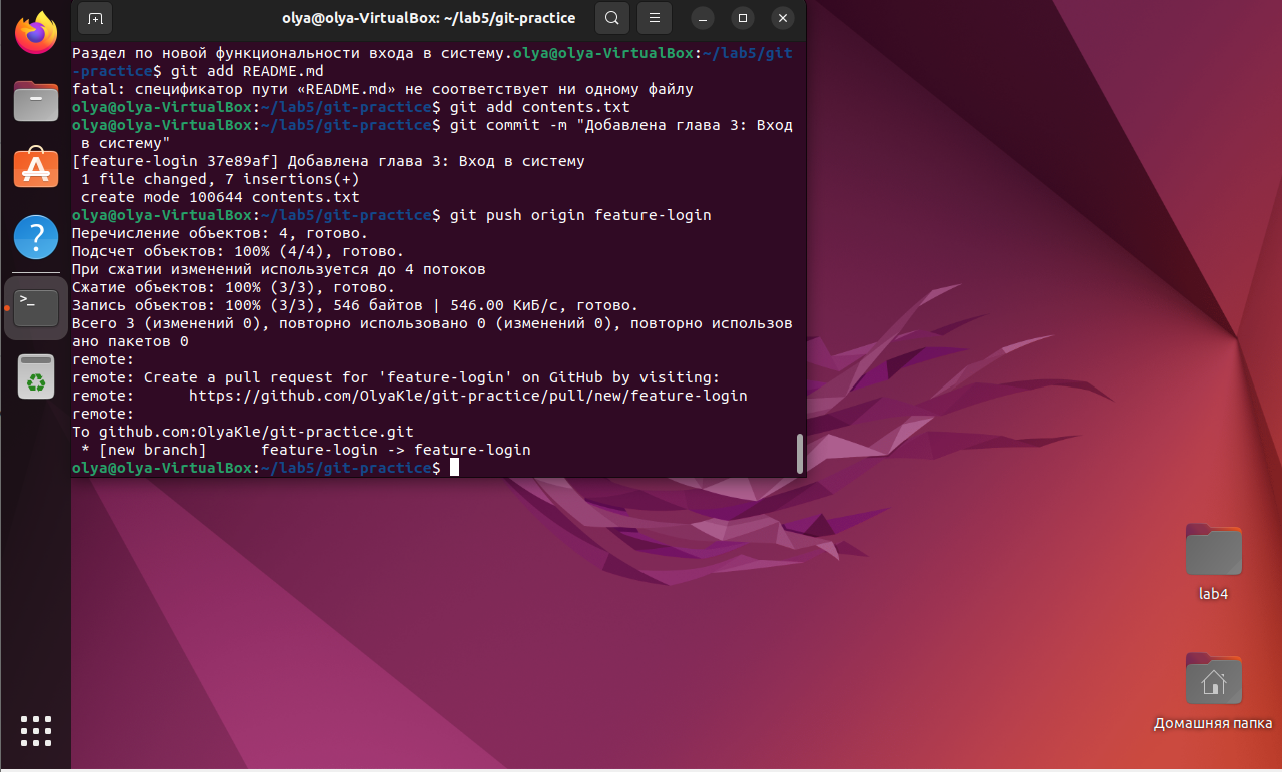 olya@olya-VirtualBox: ~/lab5/git-practice
Раздел по новой функциональности входа в систему.olya@olya-VirtualBox:~/lab5/git
-practice$ git add README.md
fatal: спецификатор пути «README.md» не соответствует ни одному файлу
olya@olya-VirtualBox:~/lab5/git-practice$ git add contents.txt
olya@olya-VirtualBox:~/lab5/git-practice$ git commit -m "Добавлена глава 3: Вход
 в систему"
[feature-login 37e89af] Добавлена глава 3: Вход в систему
 1 file changed, 7 insertions(+)
 create mode 100644 contents.txt
olya@olya-VirtualBox:~/lab5/git-practice$ git push origin feature-login
Перечисление объектов: 4, готово.
Подсчет объектов: 100% (4/4), готово.
При сжатии изменений используется до 4 потоков
Сжатие объектов: 100% (3/3), готово.
Запись объектов: 100% (3/3), 546 байтов | 546.00 КиБ/с, готово.
Всего 3 (изменений 0), повторно использовано 0 (изменений 0), повторно использов
ано пакетов 0
remote:
remote: Create a pull request for 'feature-login' on GitHub by visiting:
remote:      https://github.com/OlyaKle/git-practice/pull/new/feature-login
remote:
To github.com:OlyaKle/git-practice.git
 * [new branch]      feature-login -> feature-login
olya@olya-VirtualBox:~/lab5/git-practice$
lab4
Домашняя папка